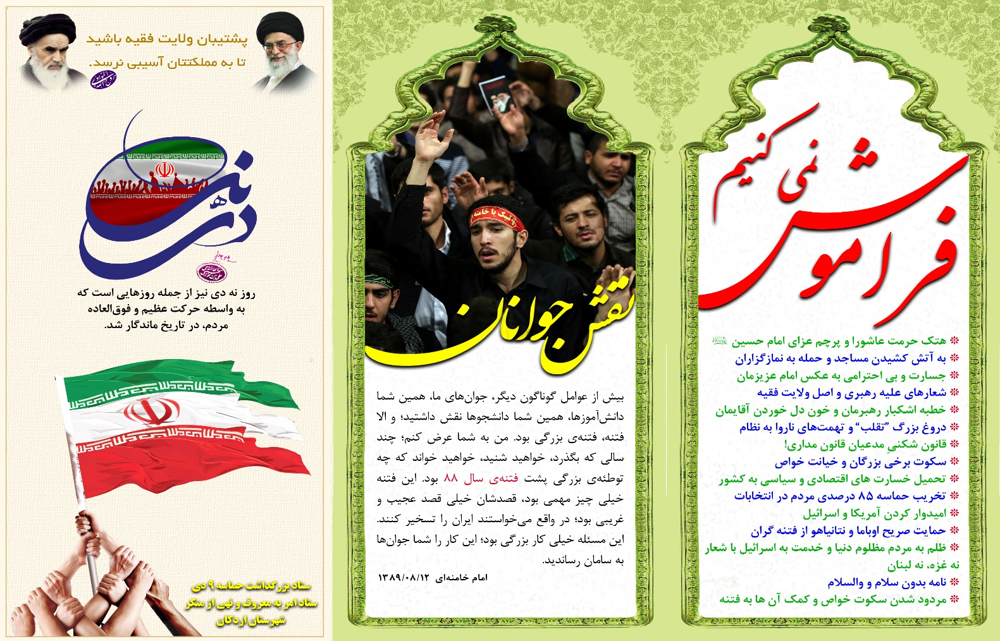 فراموش نمی کنیم
❊ هتک حرمت عاشورا و پرچم عزای امام حسین
❊ به آتش کشیدن مساجد و حمله به نمازگزاران
❊ جسارت و بی احترامی به عکس امام عزیزمان
❊ شعارهای علیه رهبری و اصل ولایت فقیه
❊ خطبه اشکبار رهبرمان و خون دل خوردن آقایمان
❊ دروغ بزرگ "تقلب" و تهمت‌های ناروا به نظام
❊ قانون شکنیِ مدعیان قانون مداری!
❊ سکوت برخی بزرگان و خیانت خواص
❊ تحمیل خسارت های اقتصادی و سیاسی به کشور
❊ تخریب حماسه ۸۵ درصدی مردم در انتخابات
❊ امیدوار کردن آمریکا و اسرائیل
❊ حمایت صریح اوباما و نتانیاهو از فتنه گران
❊ ظلم به مردم مظلوم دنیا و خدمت به اسرائیل با شعار
نه غزه، نه لبنان
❊ نامه بدون سلام و والسلام
❊ مردود شدن سکوت خواص و کمک آن ها به فتنه
لبیک یا خامنه ای
نقش جوانان
بیش از عوامل گوناگون دیگر، جوان‌های ما، همین شما
دانش‌آموزها، همین شما دانشجوها نقش داشتید؛ و الا
فتنه، فتنه‌ی بزرگی بود. من به شما عرض کنم؛ چند
سالی که بگذرد، خواهید شنید، خواهید خواند که چه
توطئه‌ی بزرگی پشت فتنه‌ی سال ۸۸ بود. این فتنه
خیلی چیز مهمی بود، قصدشان خیلی قصد عجیب و
غریبی بود؛ در واقع می‌خواستند ایران را تسخیر کنند.
این مسئله خیلی کار بزرگی بود؛ این کار را شما جوان‌ها
به سامان رساندید.
امام خامنه‌ای ۱۳۸۹/۰۸/۱۲
پشتیبان ولایت فقیه باشید
تا به مملکتتان آسیبی نرسد.
نهم دی
روز نه دی نیز از جمله روزهایی است که
به واسطه حرکت عظیم و فوق‌العاده
مردم، در تاریخ ماندگار شد.
ستاد بزرگداشت حماسه ۹ دی
ستاد امر به معروف و نهی از منکر
شهرستان اردکان